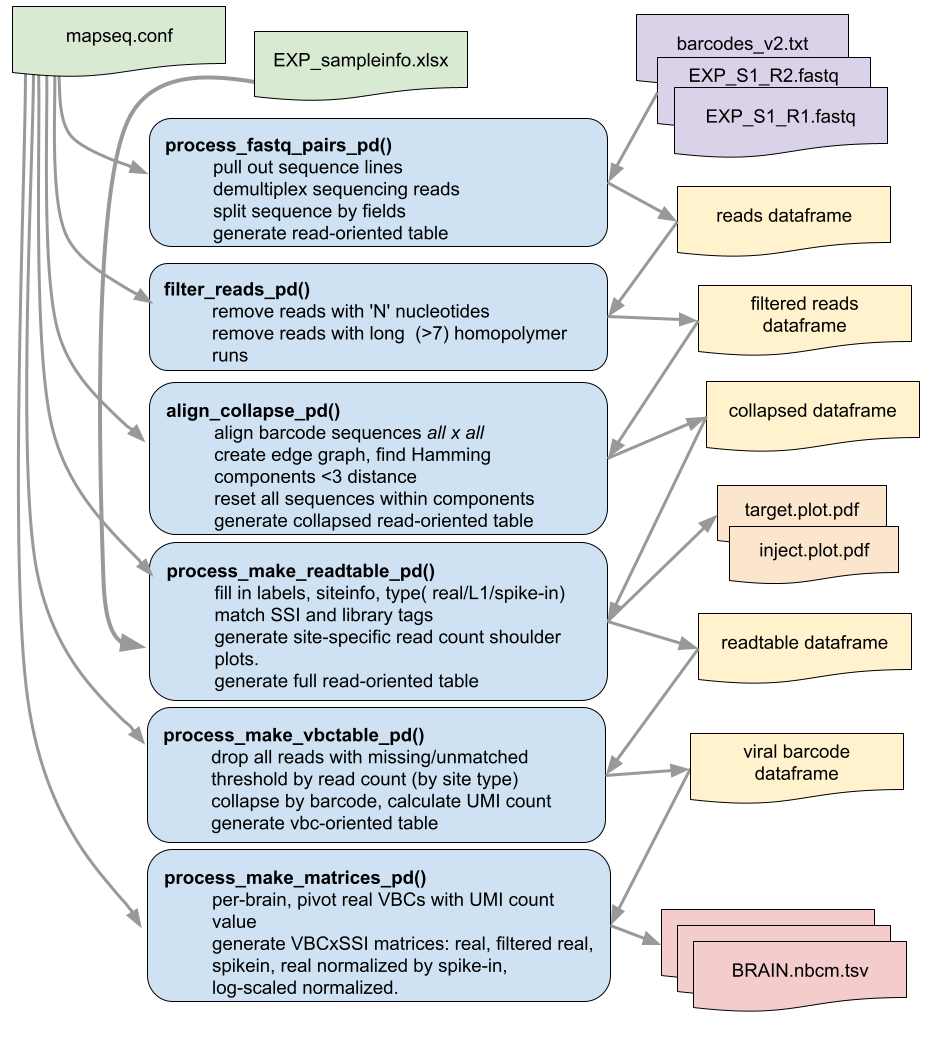 mapseq.conf
EXP_sampleinfo.xlsx
barcodes_v2.txt
EXP_S1_R2.fastq
EXP_S1_R1.fastq
process_fastq_pairs_pd()
pull out sequence lines
demultiplex sequencing reads
split sequence by fields
generate read-oriented table
reads dataframe
filter_reads_pd()
remove reads with 'N' nucleotides
remove reads with long  (>7) homopolymer
runs
filtered reads
dataframe
align_collapse_pd()
align barcode sequences all x all
create edge graph, find Hamming
components <3 distance
reset all sequences within components
generate collapsed read-oriented table
collapsed dataframe
target.plot.pdf
inject.plot.pdf
process_make_readtable_pd()
fill in labels, siteinfo, type( real/L1/spike-in)
match SSI and library tags
generate site-specific read count shoulder
plots.
generate full read-oriented table
readtable dataframe
process_make_vbctable_pd()
drop all reads with missing/unmatched
threshold by read count (by site type)
collapse by barcode, calculate UMI count
generate vbc-oriented table
viral barcode
dataframe
process_make_matrices_pd()
per-brain, pivot real VBCs with UMI count
value
generate VBCxSSI matrices: real, filtered real,
spikein, real normalized by spike-in,
log-scaled normalized.
BRAIN.nbcm.tsv